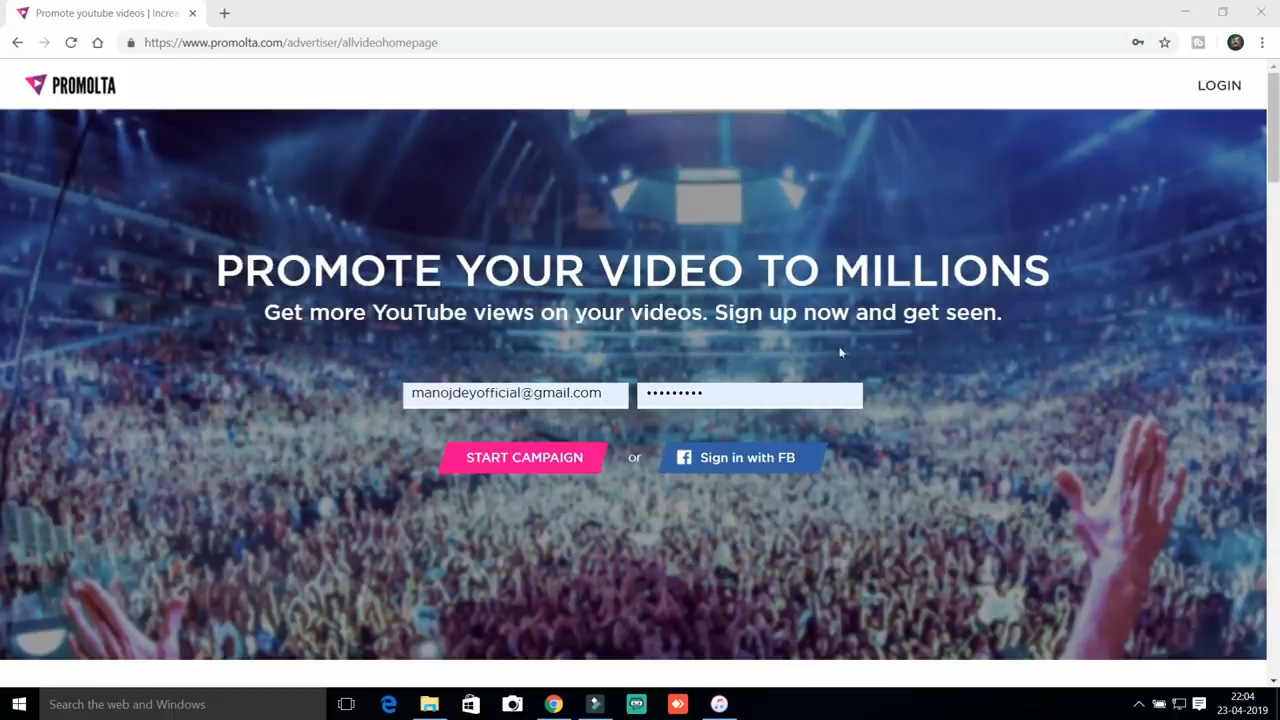 Promote youtube videos | Increa
https://www.promolta.com/advertiser/allvideohomepage
PROMOLTA
LOGIN
PROMOTE YOUR VIDEO TO MILLIONS
Get more YouTube views on your videos. Sign up now and get seen.
manojdeyofficial@gmail.com
•••••••••
START CAMPAIGN or Sign in with FB
Search the web and Windows
22:04
23-04-2019